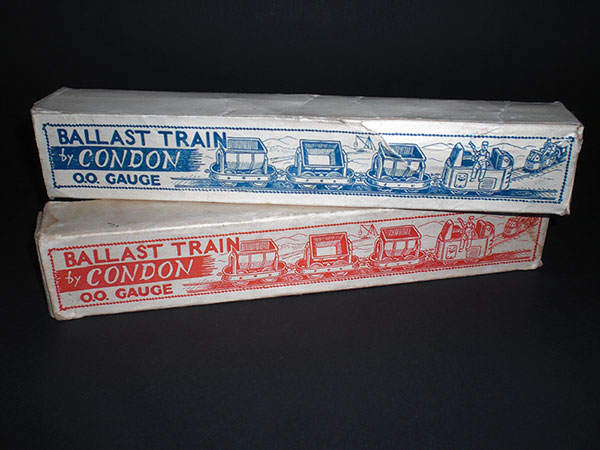 BALLAST TRAIN
by CONDON
O.O. GAUGE
BALLAST TRAIN
by CONDON
O.O. GAUGE